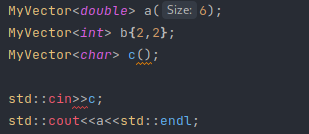 MyVector<double> a( Size: 6);
MyVector<int> b{2,2};
MyVector<char> c();
std::cin>>c;
std::cout<<a<<std::endl;